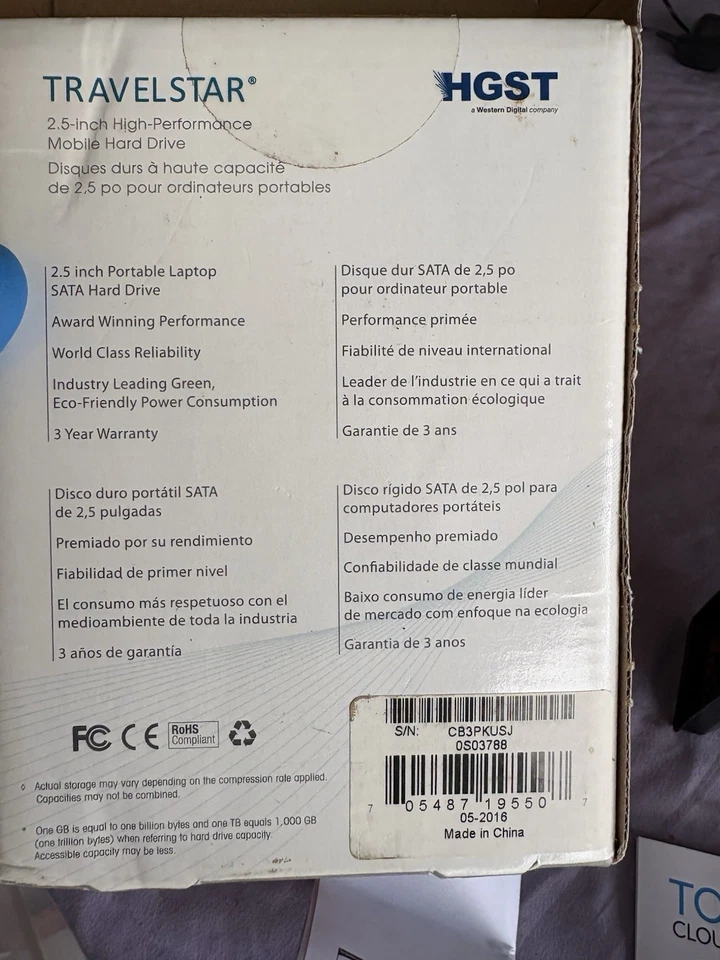 TRAVELSTAR®
HGST
a Western Digital company
2.5-inch High-Performance
Mobile Hard Drive
Disques durs à haute capacité
de 2,5 po pour ordinateurs portables
2.5 inch Portable Laptop
SATA Hard Drive
Award Winning Performance
World Class Reliability
Industry Leading Green,
Eco-Friendly Power Consumption
3 Year Warranty
Disque dur SATA de 2,5 po
pour ordinateur portable
Performance primée
Fiabilité de niveau international
Leader de l'industrie en ce qui a trait
à la consommation écologique
Garantie de 3 ans
Disco duro portátil SATA
de 2,5 pulgadas
Premiado por su rendimiento
Fiabilidad de primer nivel
El consumo más respetuoso con el
medioambiente de toda la industria
3 años de garantía
Disco rígido SATA de 2,5 pol para
computadores portáteis
Desempenho premiado
Confiabilidade de classe mundial
Baixo consumo de energia líder
de mercado com enfoque na ecologia
Garantia de 3 anos
FC CE RoHS
Compliant
◊ Actual storage may vary depending on the compression rate applied.
Capacities may not be combined.
* One GB is equal to one billion bytes and one TB equals 1,000 GB
(one trillion bytes) when referring to hard drive capacity.
Accessible capacity may be less.
S/N: CB3PKUSJ
0S03788
7 05487 19550 7
05-2016
Made in China
TO
CLOU